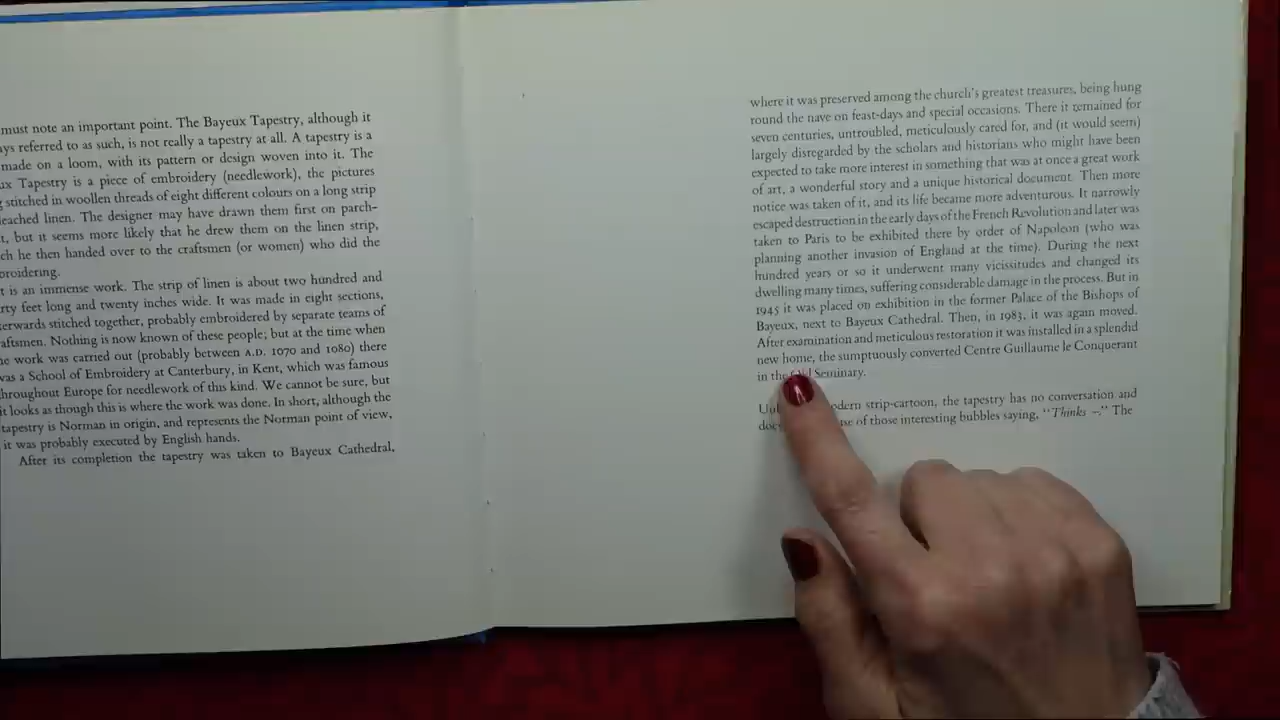 must note an important point. The Bayeux Tapestry, although it
ays referred to as such, is not really a tapestry at all. A tapestry is a
made on a loom, with its pattern or design woven into it. The
ux Tapestry is a piece of embroidery (needlework), the pictures
g stitched in woollen threads of eight different colours on a long strip
leached linen. The designer may have drawn them first on parch-
t, but it seems more likely that he drew them on the linen strip,
ch he then handed over to the craftsmen (or women) who did the
broidering.
t is an immense work. The strip of linen is about two hundred and
rty feet long and twenty inches wide. It was made in eight sections,
erwards stitched together, probably embroidered by separate teams of
aftsmen. Nothing is now known of these people; but at the time when
he work was carried out (probably between A.D. 1070 and 1080) there
was a School of Embroidery at Canterbury, in Kent, which was famous
throughout Europe for needlework of this kind. We cannot be sure, but
it looks as though this is where the work was done. In short, although the
tapestry is Norman in origin, and represents the Norman point of view,
it was probably executed by English hands.
After its completion the tapestry was taken to Bayeux Cathedral,
where it was preserved among the church's greatest treasures, being hung
round the nave on feast-days and special occasions. There it remained for
seven centuries, untroubled, meticulously cared for, and (it would seem)
largely disregarded by the scholars and historians who might have been
expected to take more interest in something that was at once a great work
of art, a wonderful story and a unique historical document. Then more
notice was taken of it, and its life became more adventurous. It narrowly
escaped destruction in the early days of the French Revolution and later was
taken to Paris to be exhibited there by order of Napoleon (who was
planning another invasion of England at the time). During the next
hundred years or so it underwent many vicissitudes and changed its
dwelling many times, suffering considerable damage in the process. But in
1945 it was placed on exhibition in the former Palace of the Bishops of
Bayeux, next to Bayeux Cathedral. Then, in 1983, it was again moved.
After examination and meticulous restoration it was installed in a splendid
new home, the sumptuously converted Centre Guillaume le Conquerant
in the Seminary.
strip-cartoon, the tapestry has no conversation and
of those interesting bubbles saying, "Thinks –." The